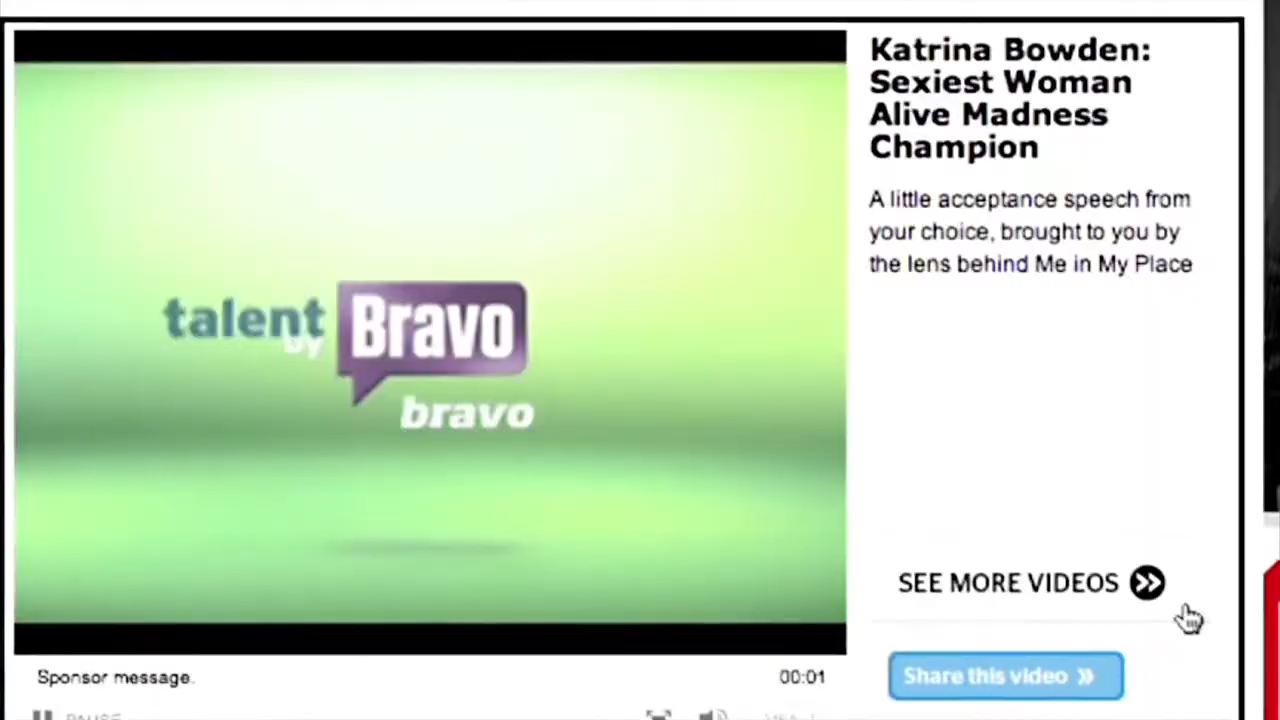 Katrina Bowden:
Sexiest Woman
Alive Madness
Champion
A little acceptance speech from
your choice, brought to you by
the lens behind Me in My Place
talent
by
Bravo
bravo
SEE MORE VIDEOS
Share this video »
Sponsor message.
00:01
PAUSE